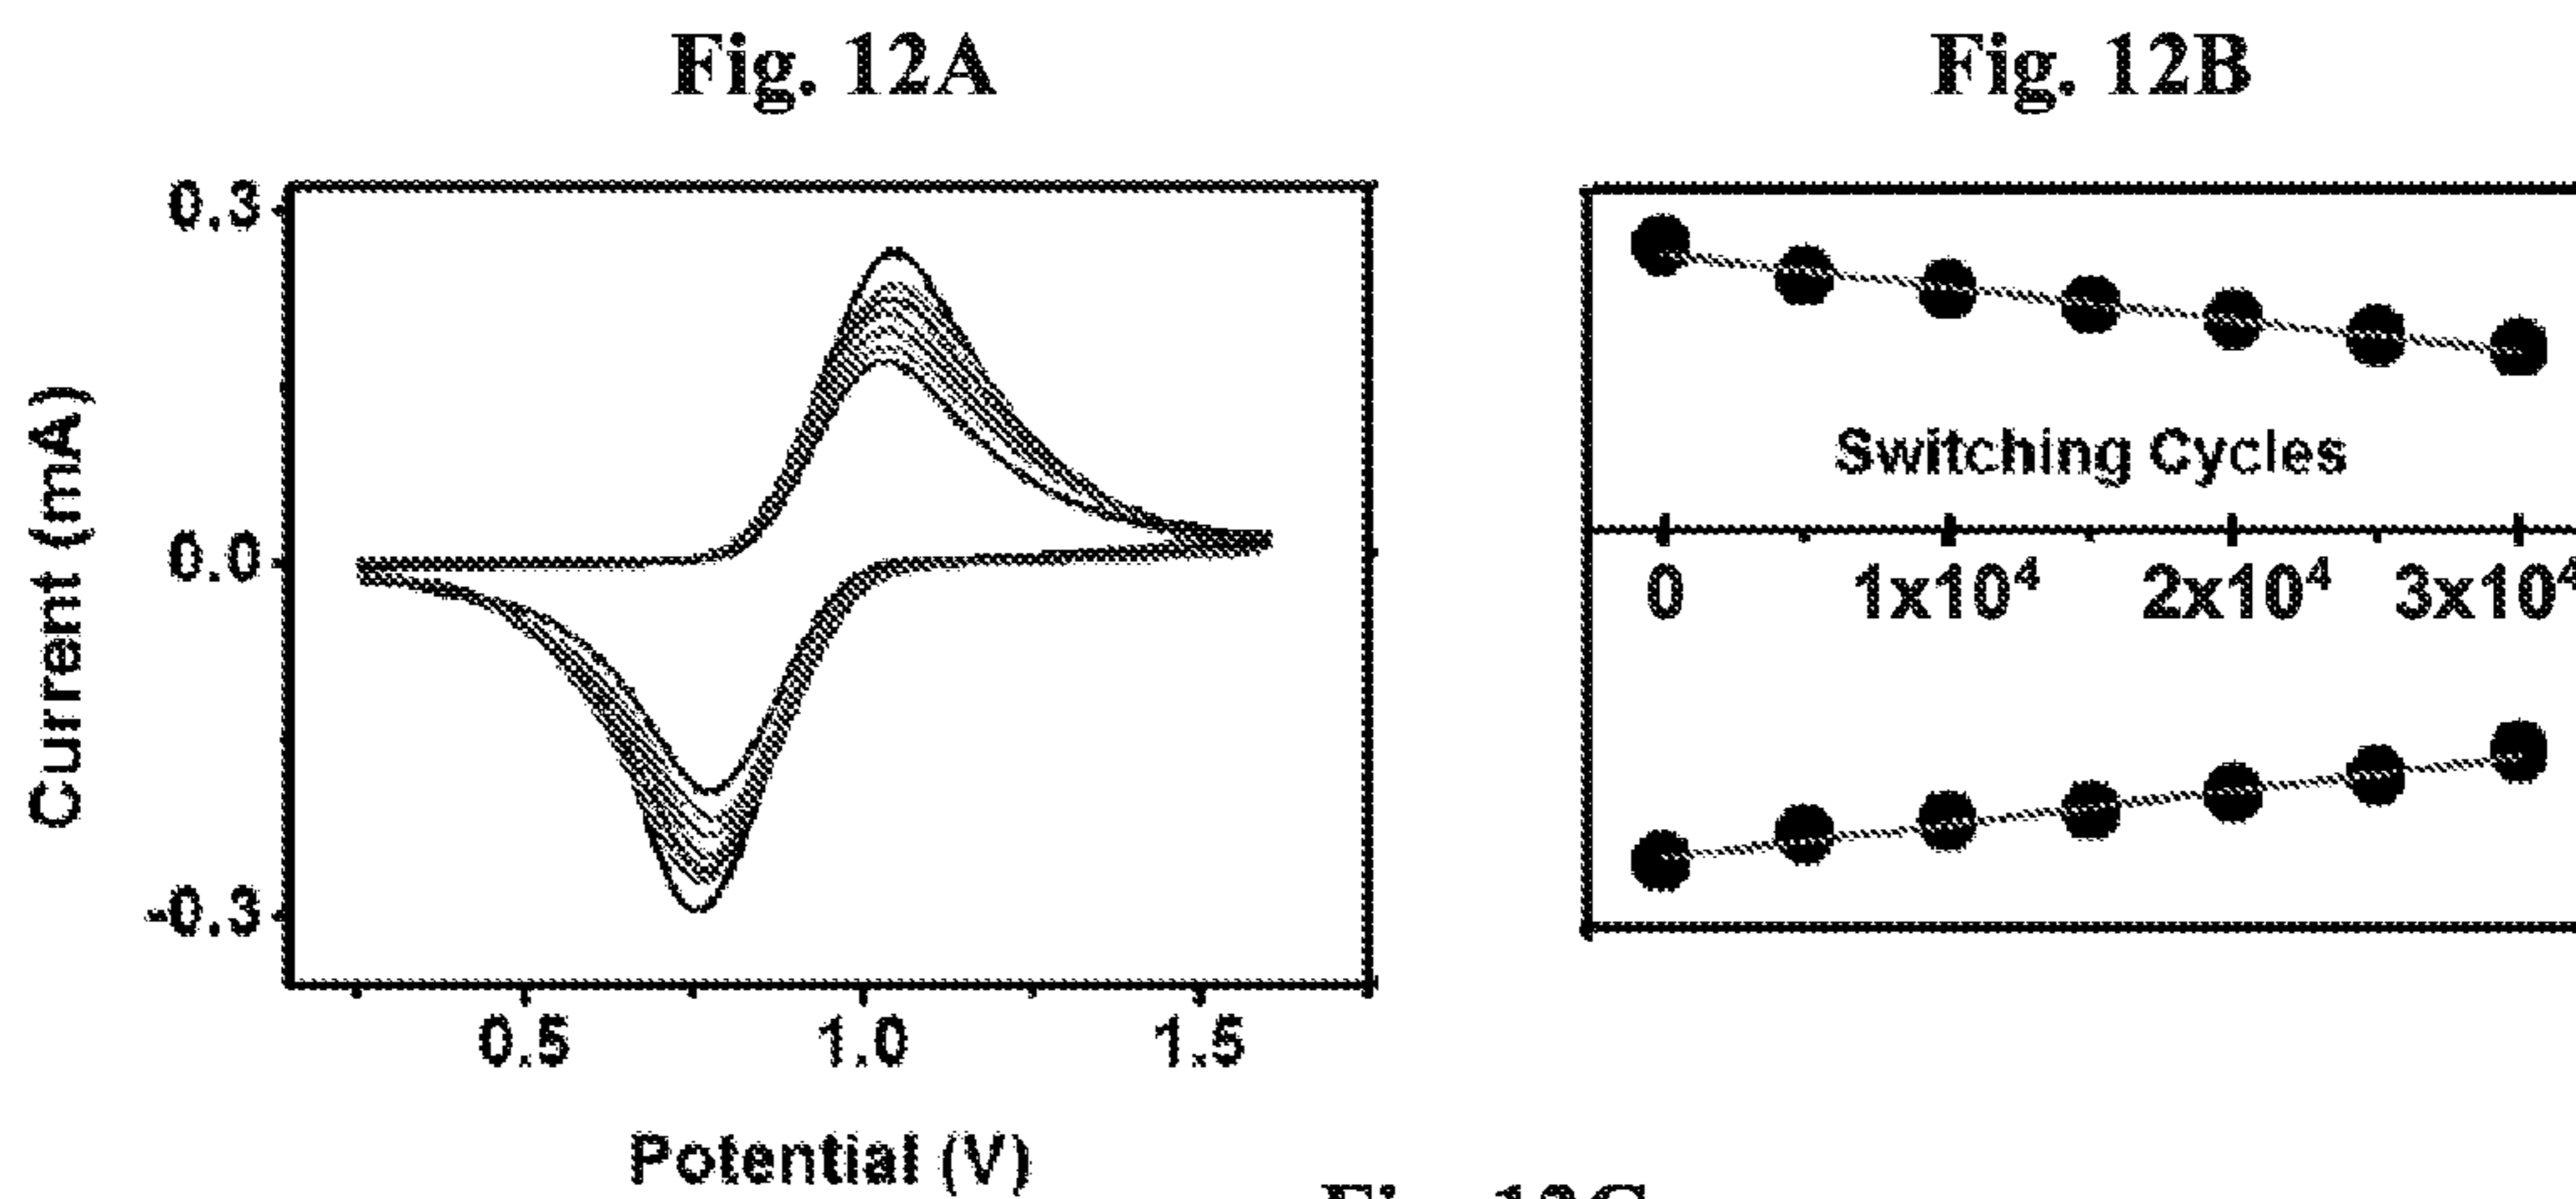 Fig. 12A
Fig. 12B
0.3
0.0
-0.3
Current (mA)
0.5 1.0 1.5
Potential (V)
Switching Cycles
0 1x10⁴ 2x10⁴ 3x10⁴